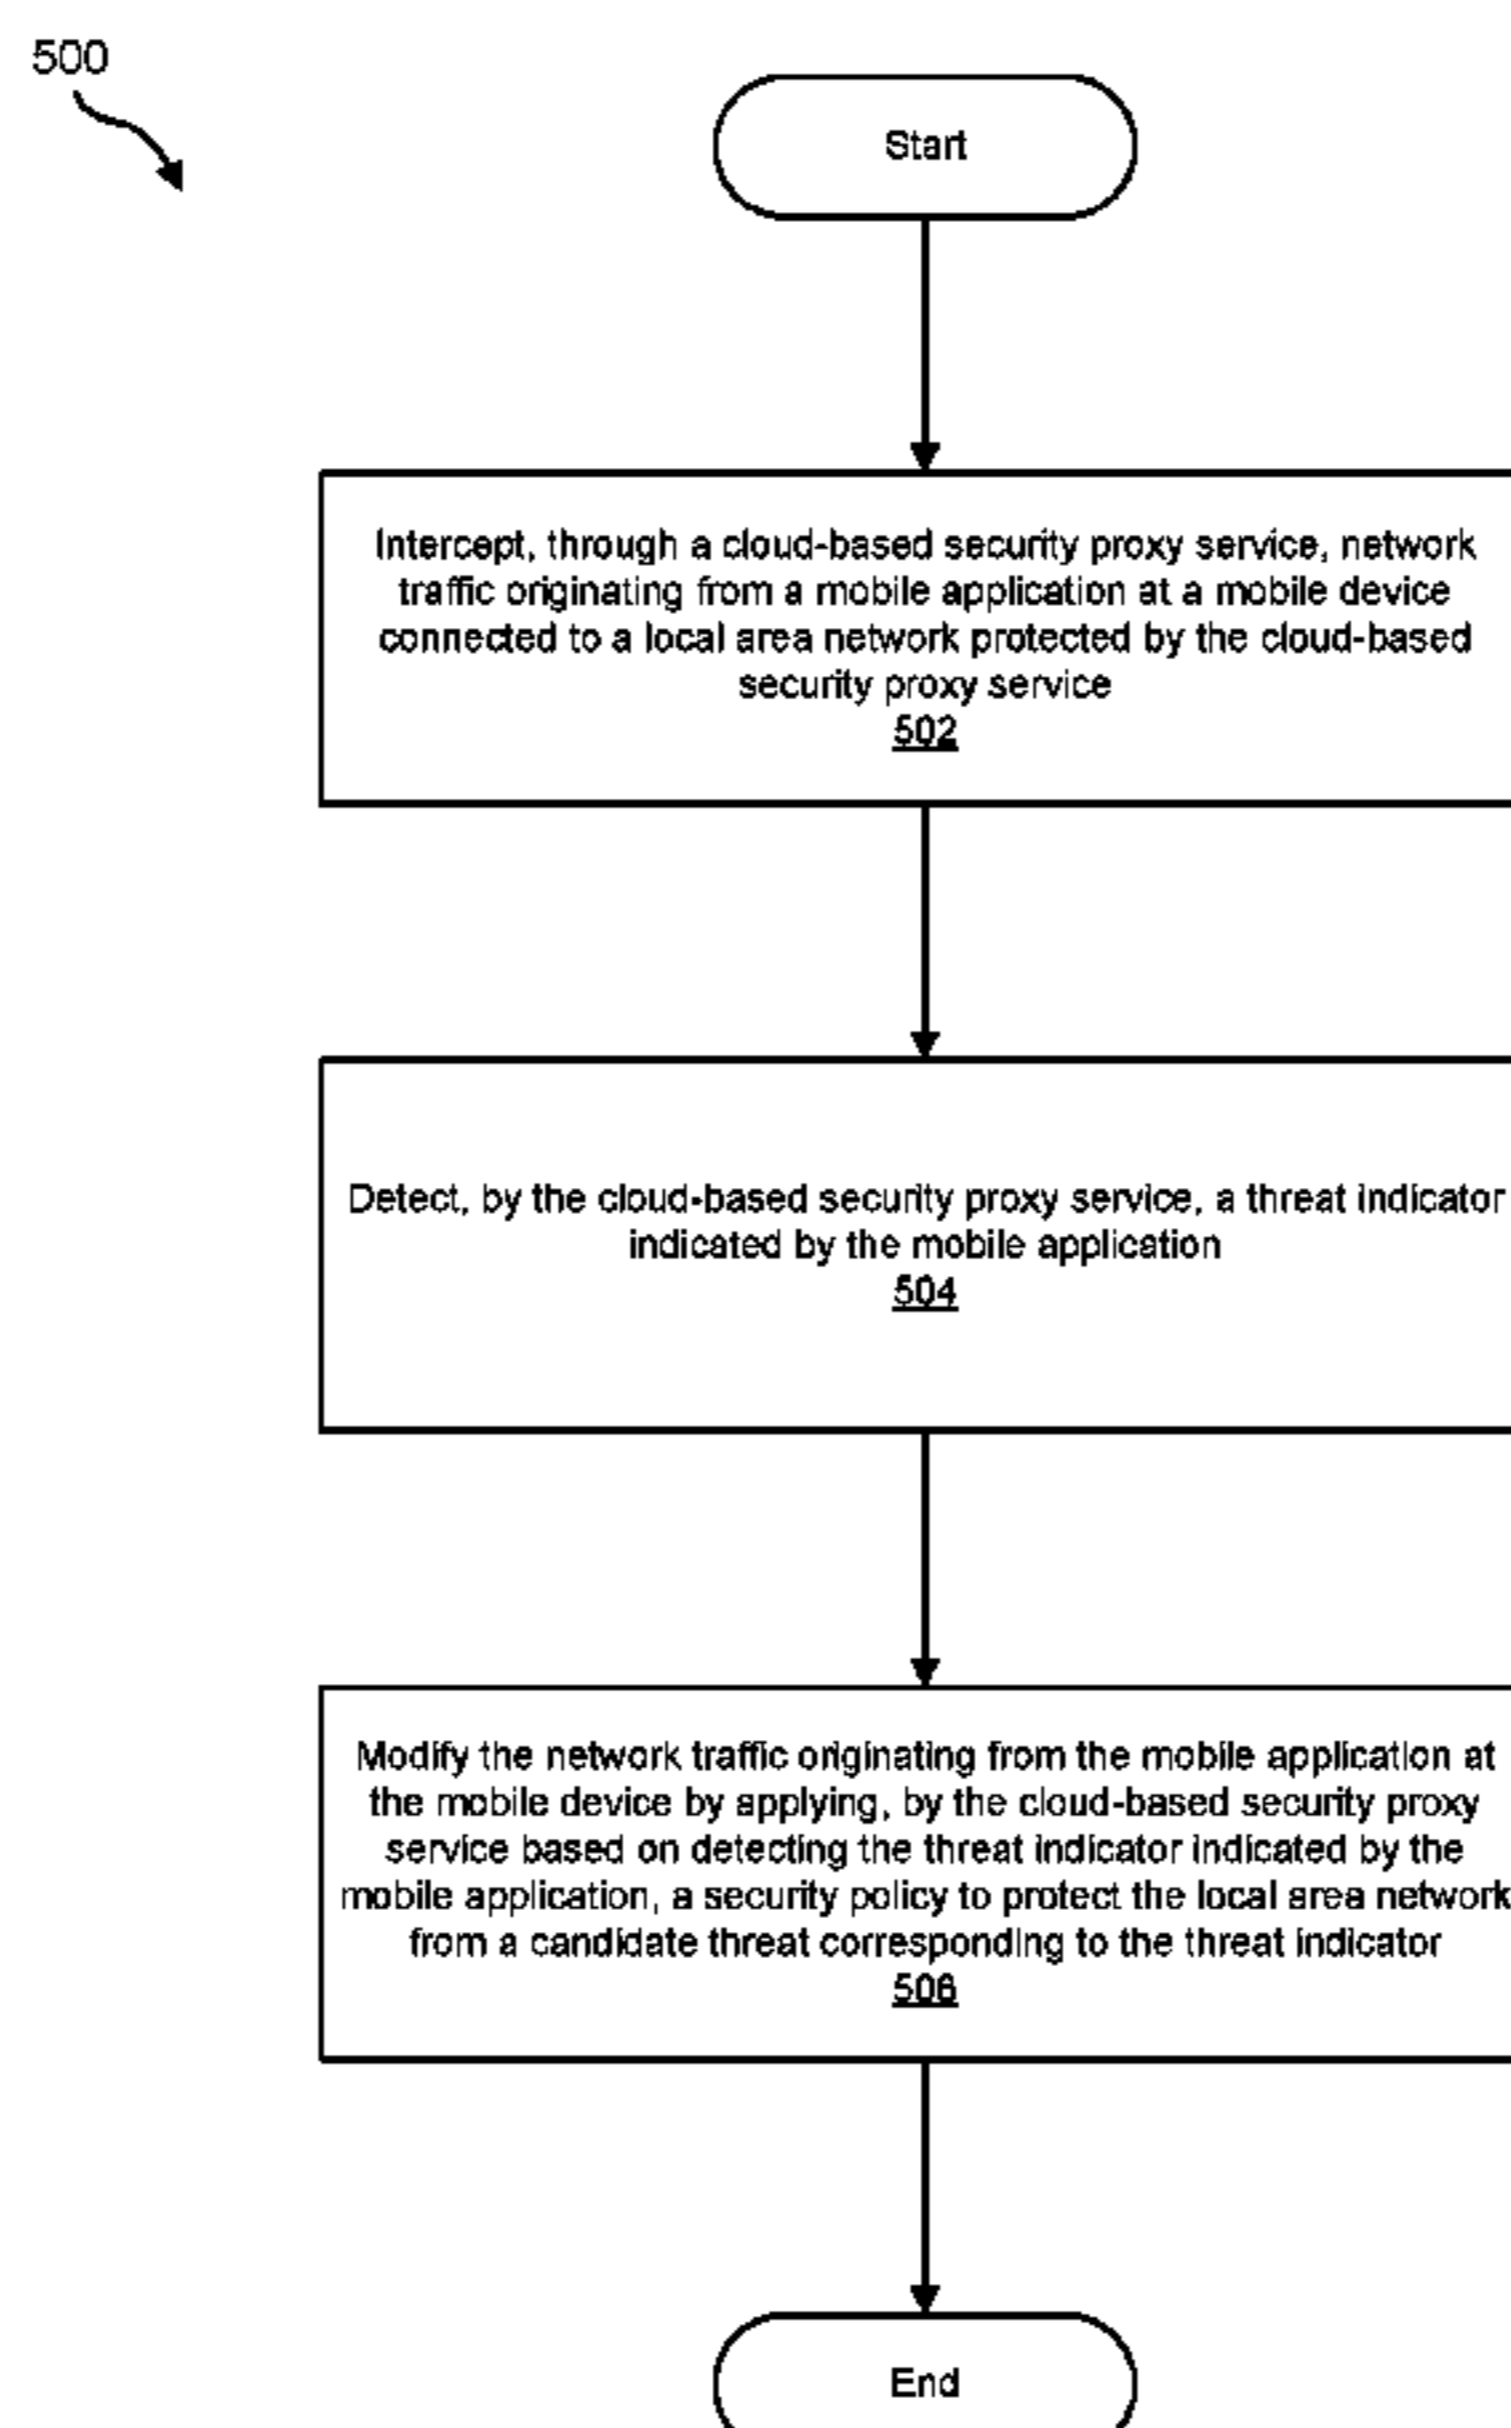 500
Start
Intercept, through a cloud-based security proxy service, network
traffic originating from a mobile application at a mobile device
connected to a local area network protected by the cloud-based
security proxy service
502
Detect, by the cloud-based security proxy service, a threat indicator
indicated by the mobile application
504
Modify the network traffic originating from the mobile application at
the mobile device by applying, by the cloud-based security proxy
service based on detecting the threat indicator indicated by the
mobile application, a security policy to protect the local area network
from a candidate threat corresponding to the threat indicator
506
End